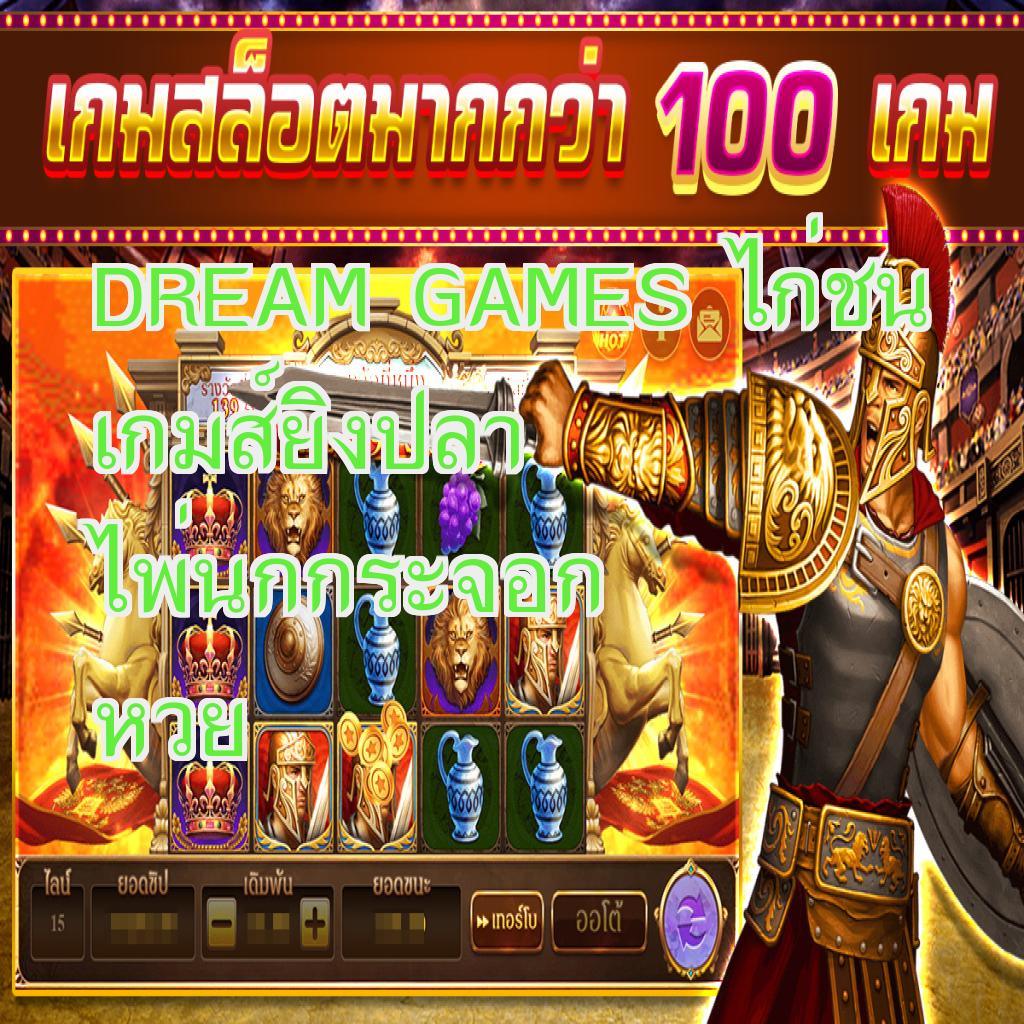 เกมสล็อตมากกว่า 100 เกม
DREAM GAMES ไก่ชน
HOT
เกมส์ยิงปลา
ไพ่นกกระจอก
หวย
ไลน์ ยอดชิป เดิมพัน ยอดชนะ
15 − + เทอร์โบ ออโต้